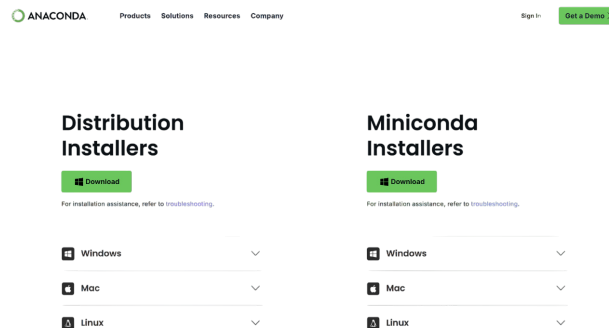 ANACONDA.
Products Solutions Resources Company
Sign In
Get a Demo
Distribution
Installers
Download
For installation assistance, refer to troubleshooting.
Windows
Mac
Linux
Miniconda
Installers
Download
For installation assistance, refer to troubleshooting.
Windows
Mac
Linux